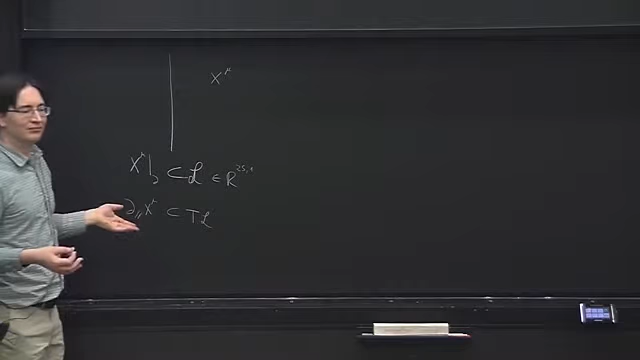 X^μ
X^μ|_∂ ⊂ ℒ ∈ ℝ^{25,1}
∂_{//} X^μ ⊂ Tℒ